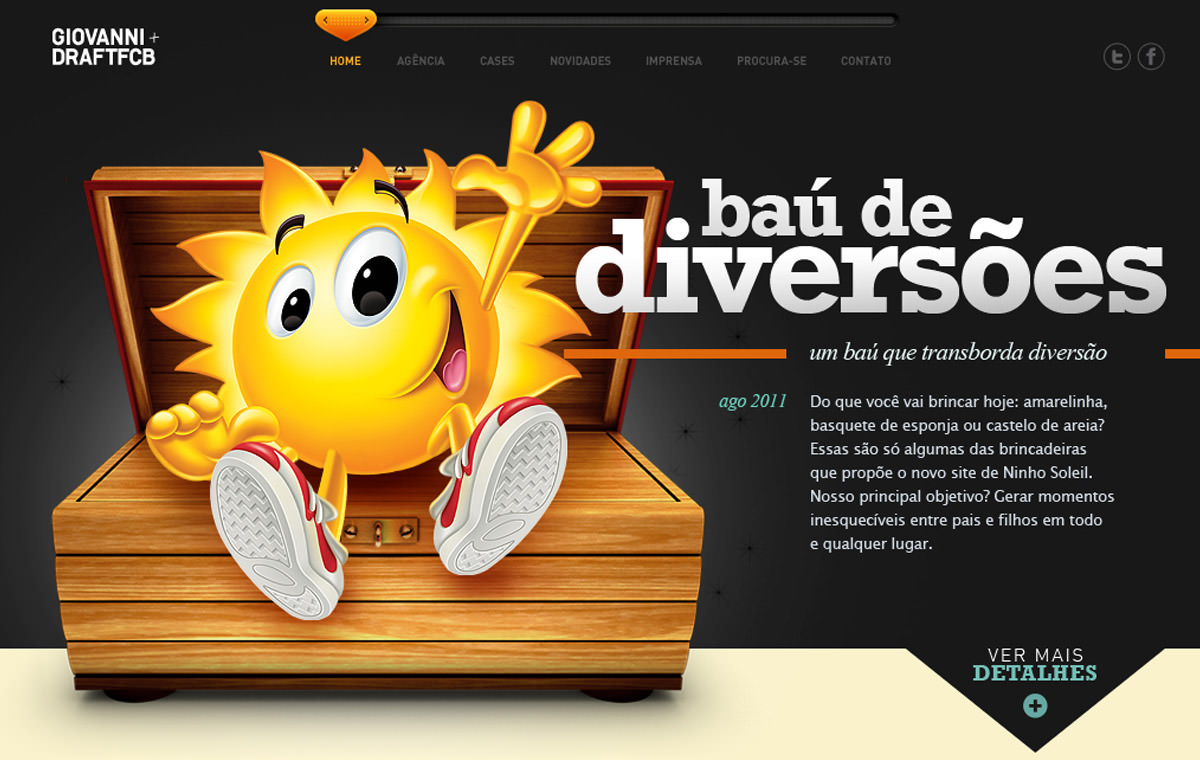 GIOVANNI+
DRAFTFCB
HOME AGÊNCIA CASES NOVIDADES IMPRENSA PROCURA-SE CONTATO
baú de
diversões
um baú que transborda diversão
ago 2011
Do que você vai brincar hoje: amarelinha,
basquete de esponja ou castelo de areia?
Essas são só algumas das brincadeiras
que propõe o novo site de Ninho Soleil.
Nosso principal objetivo? Gerar momentos
inesquecíveis entre pais e filhos em todo
e qualquer lugar.
VER MAIS
DETALHES